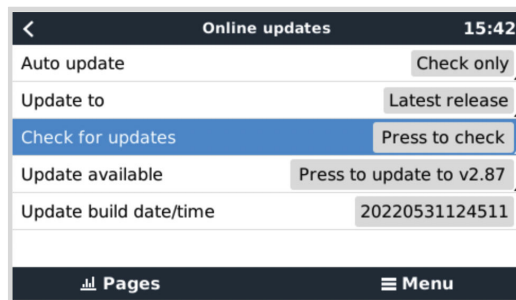 Online updates 15:42
Auto update Check only
Update to Latest release
Check for updates Press to check
Update available Press to update to v2.87
Update build date/time 20220531124511
Pages Menu